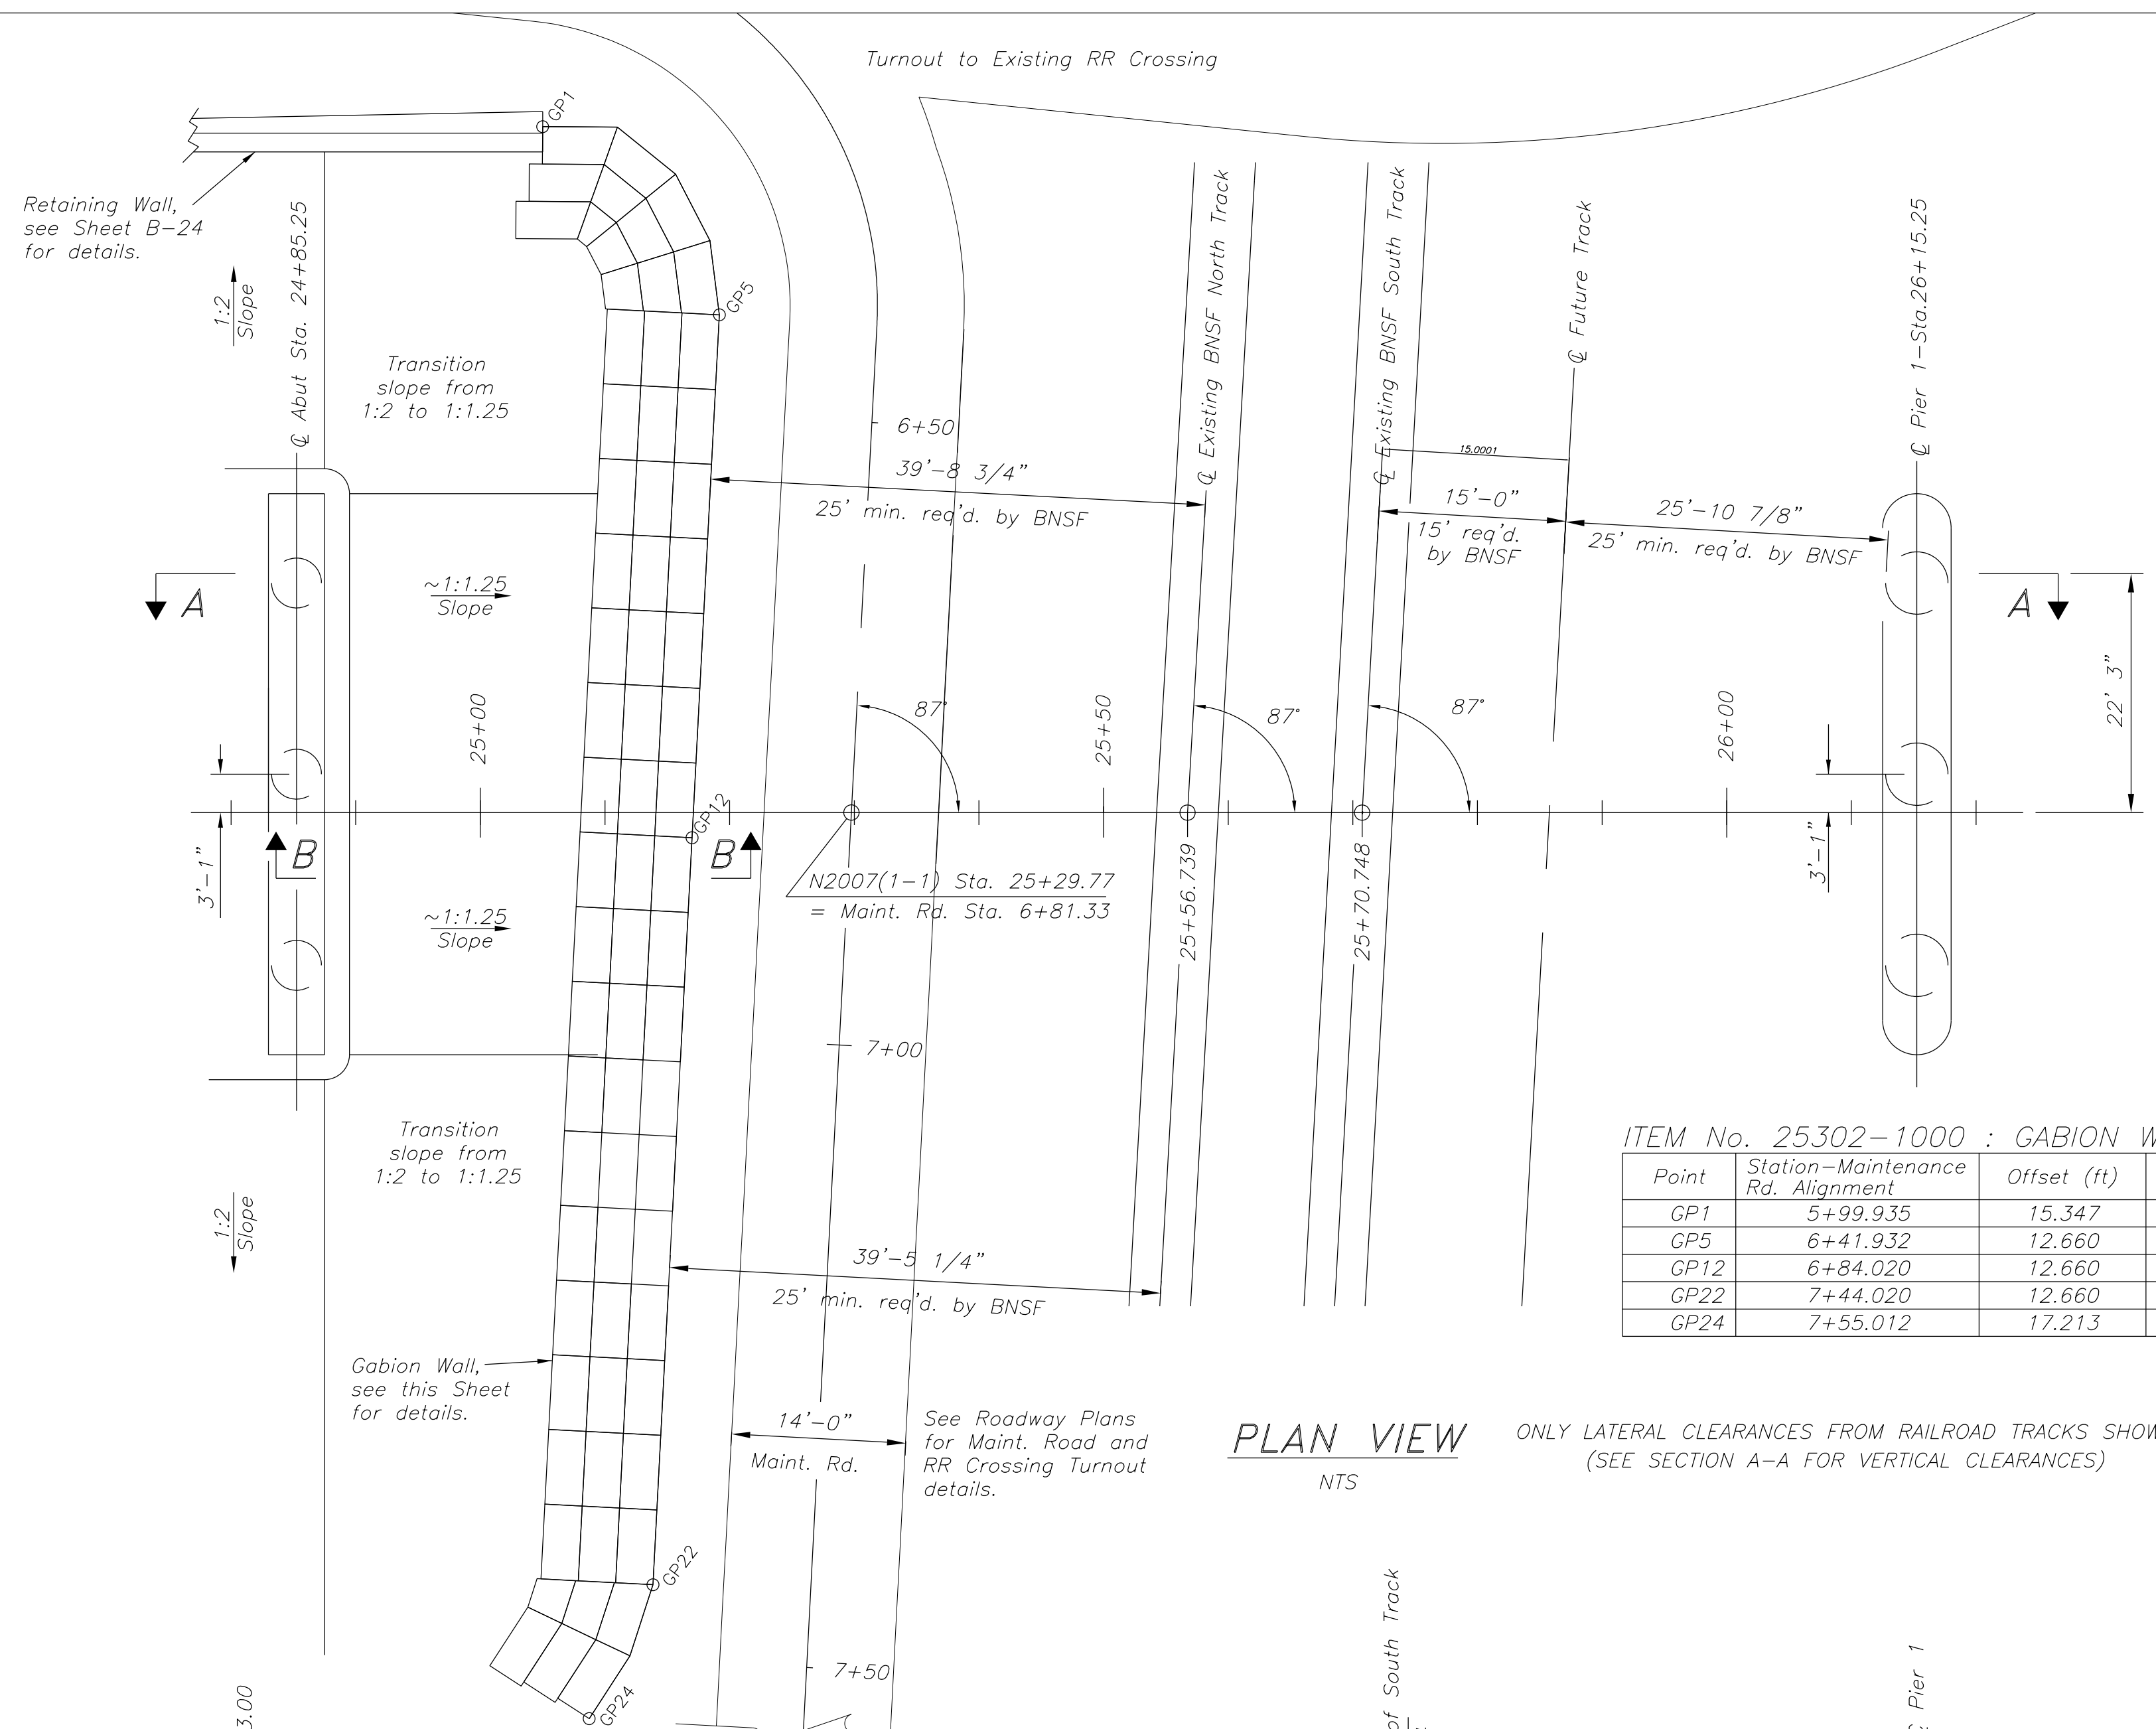 Turnout to Existing RR Crossing
GP1
Retaining Wall,
see Sheet B-24
for details.
1:2
Slope
℄ Abut Sta. 24+85.25
Transition
slope from
1:2 to 1:1.25
GP5
6+50
39'-8 3/4"
25' min. req'd. by BNSF
℄ Existing BNSF North Track
℄ Existing BNSF South Track
℄ Future Track
℄ Pier 1-Sta.26+15.25
15.0001
15'-0"
15' req'd.
by BNSF
25'-10 7/8"
25' min. req'd. by BNSF
A
~1:1.25
Slope
A
22' 3"
25+00
87°
25+50
87°
87°
26+00
GP12
3'-1"
B
B
N2007(1-1) Sta. 25+29.77
= Maint. Rd. Sta. 6+81.33
25+56.739
25+70.748
3'-1"
~1:1.25
Slope
7+00
Transition
slope from
1:2 to 1:1.25
1:2
Slope
ITEM No. 25302-1000 : GABION
Point Station-Maintenance Rd. Alignment Offset (ft)
GP1 5+99.935 15.347
GP5 6+41.932 12.660
GP12 6+84.020 12.660
GP22 7+44.020 12.660
GP24 7+55.012 17.213
39'-5 1/4"
25' min. req'd. by BNSF
Gabion Wall,
see this Sheet
for details.
14'-0"
Maint. Rd.
See Roadway Plans
for Maint. Road and
RR Crossing Turnout
details.
PLAN VIEW
NTS
ONLY LATERAL CLEARANCES FROM RAILROAD TRACKS
(SEE SECTION A-A FOR VERTICAL CLEARANCES)
GP22
GP24
7+50
3.00
of South Track
Pier 1